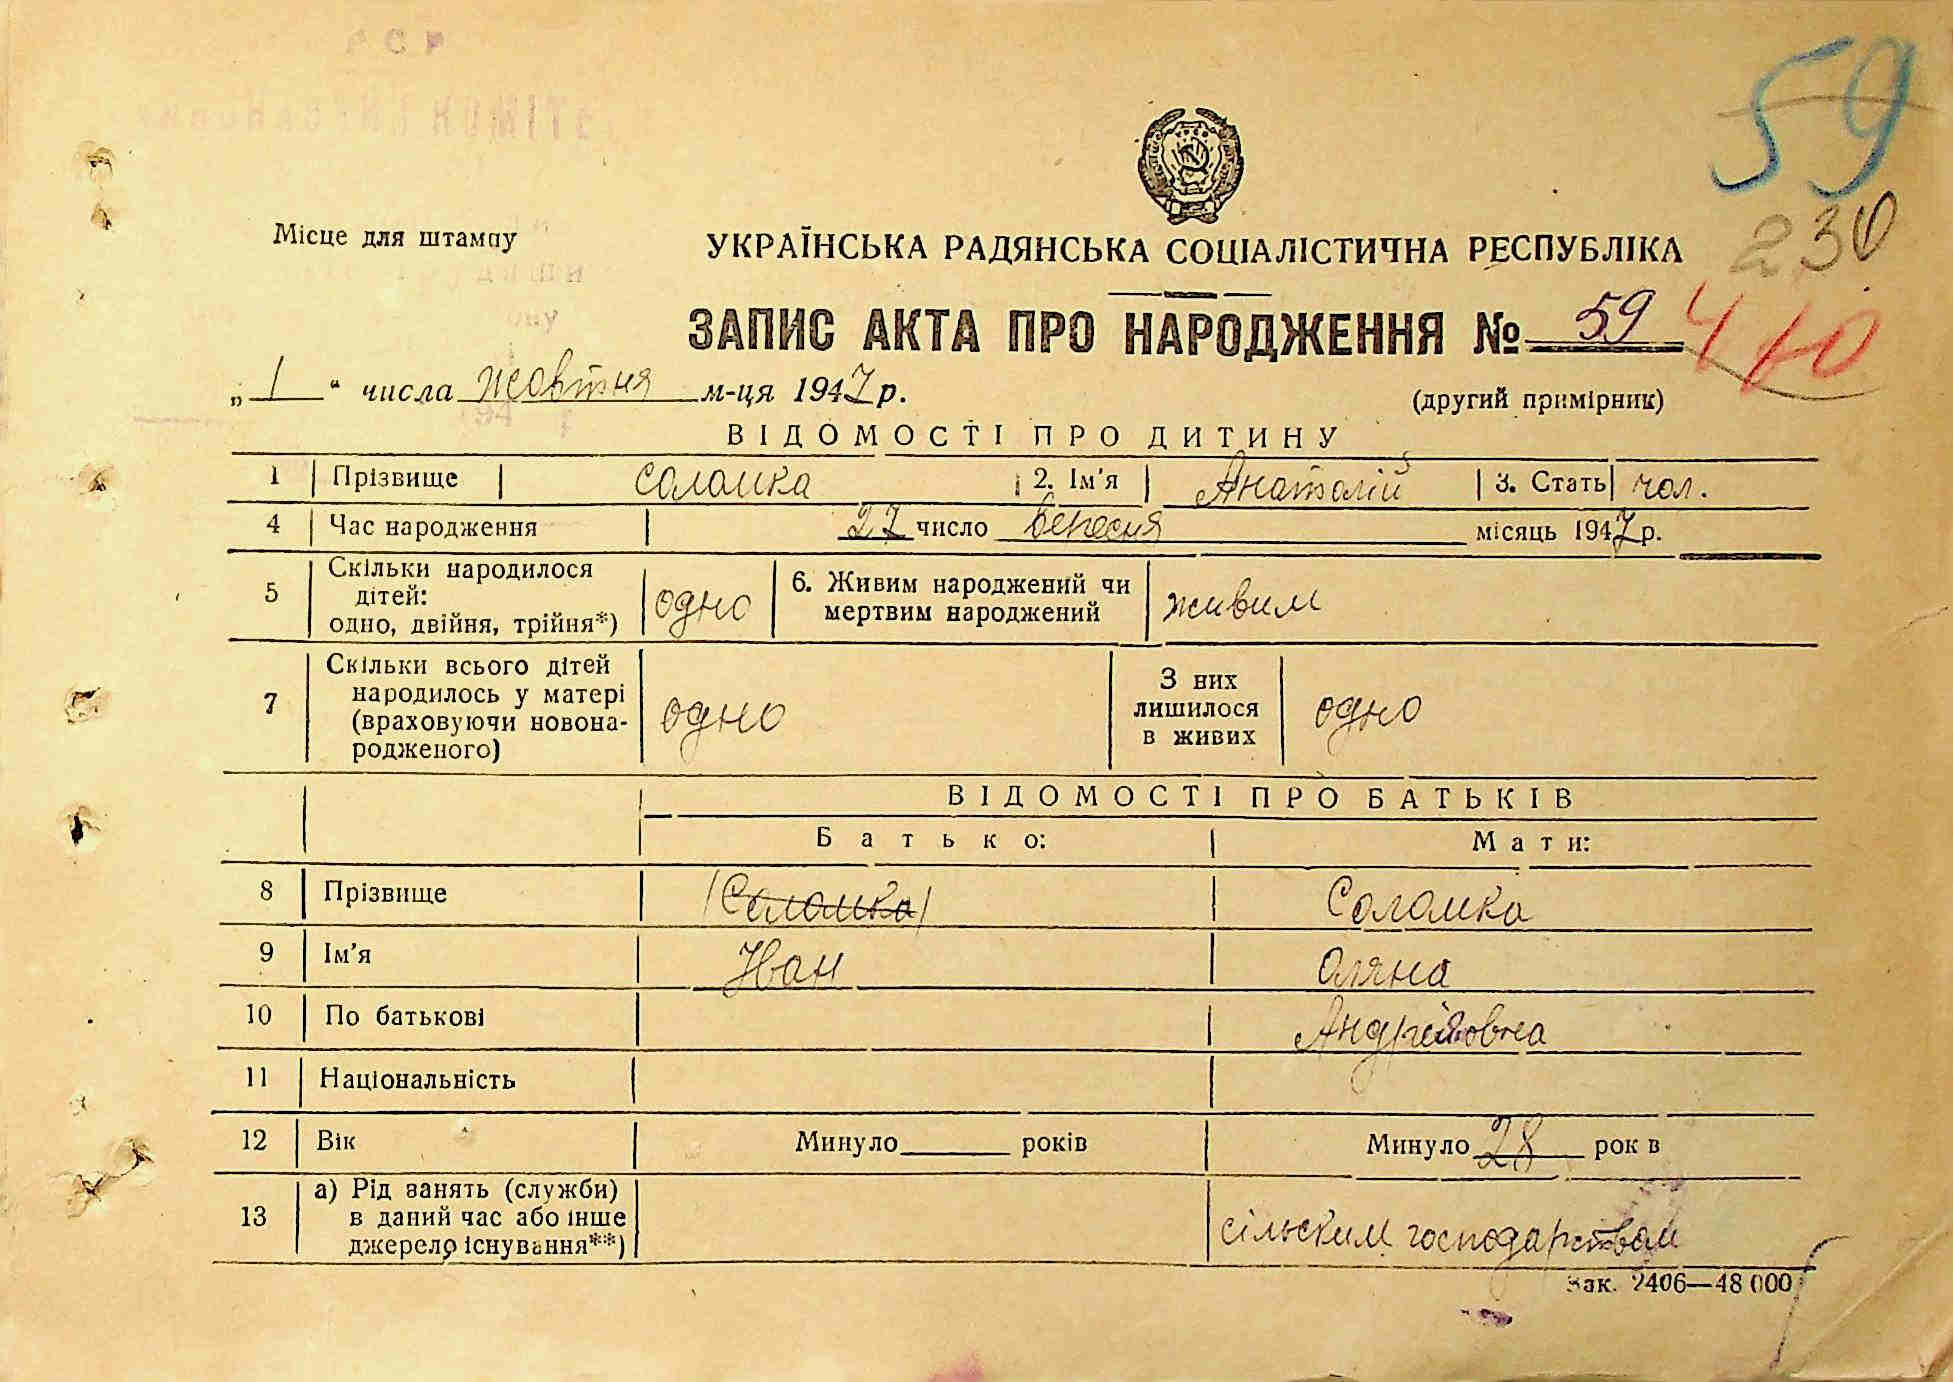 59
230
Місце для штампу
УКРАЇНСЬКА РАДЯНСЬКА СОЦІАЛІСТИЧНА РЕСПУБЛІКА
ЗАПИС АКТА ПРО НАРОДЖЕННЯ № 59
410
„1“ числа жовтня м-ця 1947 р.
(другий примірник)
ВІДОМОСТІ ПРО ДИТИНУ
1 Прізвище Соломка 2. Ім'я Анатолій 3. Стать чол.
4 Час народження 27 число вересня місяць 1947 р.
5 Скільки народилося
дітей:
одно, двійня, трійня*) одно
6. Живим народжений чи
мертвим народжений живим
7 Скільки всього дітей
народилось у матері
(враховуючи новона-
родженого) одно
З них
лишилося
в живих одно
ВІДОМОСТІ ПРО БАТЬКІВ
Батько: Мати:
8 Прізвище (Соломка) Соломка
9 Ім'я Іван Оляна
10 По батькові Андріївна
11 Національність
12 Вік Минуло років Минуло 28 рок в
13 а) Рід занять (служби)
в даний час або інше
джерело існування**) сільским господарством
Зак. 2406—48 000